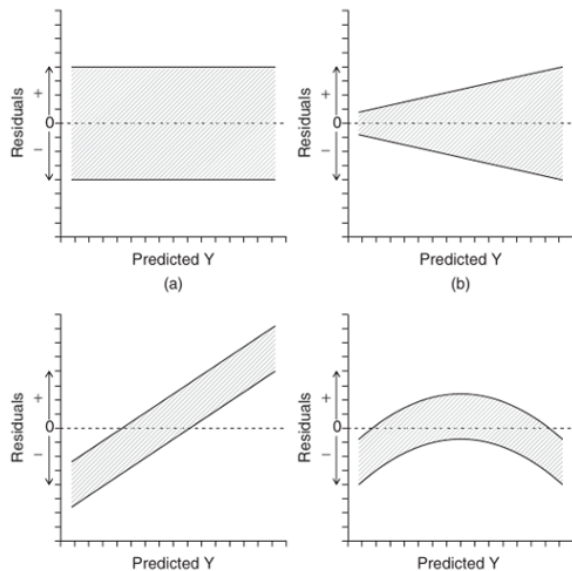 Residuals
+
0
−
Predicted Y
(a)
Residuals
+
0
−
Predicted Y
(b)
Residuals
+
0
−
Predicted Y
Residuals
+
0
−
Predicted Y